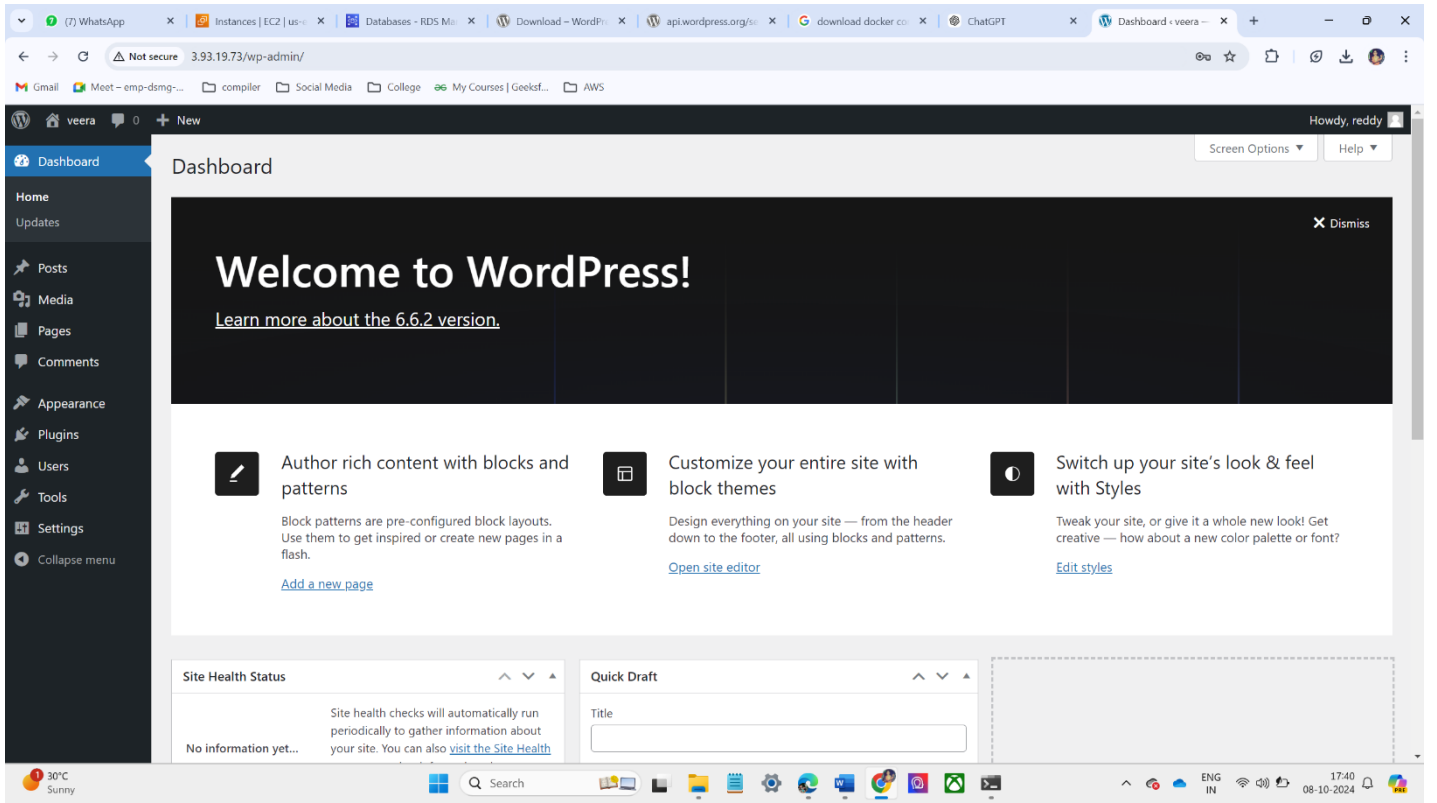 (7) WhatsApp
Instances | EC2 | us-e
Databases - RDS Ma
Download – WordPre
api.wordpress.org/se
download docker co
ChatGPT
Dashboard ‹ veera —
Not secure 3.93.19.73/wp-admin/
Gmail Meet – emp-dsmg-... compiler Social Media College My Courses | Geeksf... AWS
veera 0 + New Howdy, reddy
Screen Options ▼ Help ▼
Dashboard
Home
Updates
Posts
Media
Pages
Comments
Appearance
Plugins
Users
Tools
Settings
Collapse menu
Dashboard
Dismiss
Welcome to WordPress!
Learn more about the 6.6.2 version.
Author rich content with blocks and
patterns
Block patterns are pre-configured block layouts.
Use them to get inspired or create new pages in a
flash.
Add a new page
Customize your entire site with
block themes
Design everything on your site — from the header
down to the footer, all using blocks and patterns.
Open site editor
Switch up your site's look & feel
with Styles
Tweak your site, or give it a whole new look! Get
creative — how about a new color palette or font?
Edit styles
Site Health Status
No information yet...
Site health checks will automatically run
periodically to gather information about
your site. You can also visit the Site Health
Quick Draft
Title
1
30°C
Sunny
Search
ENG
IN
17:40
08-10-2024
PRE